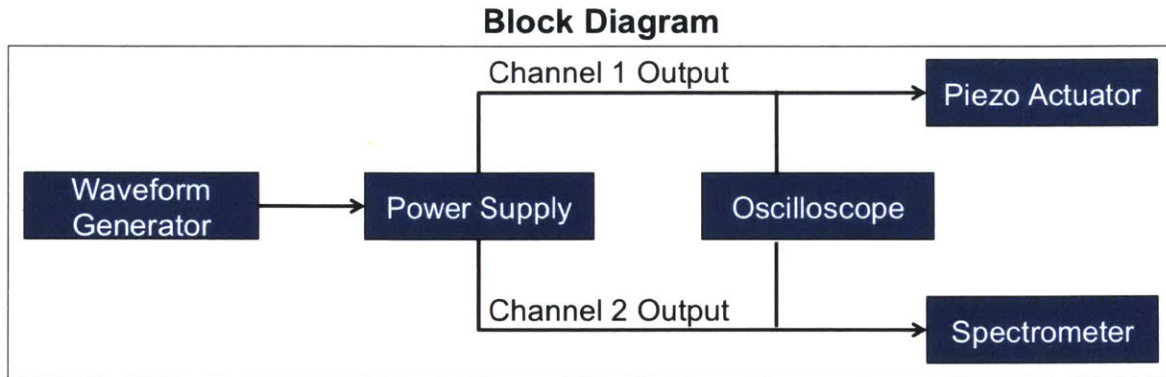 Block Diagram
Channel 1 Output
Piezo Actuator
Waveform
Generator
Power Supply
Oscilloscope
Channel 2 Output
Spectrometer